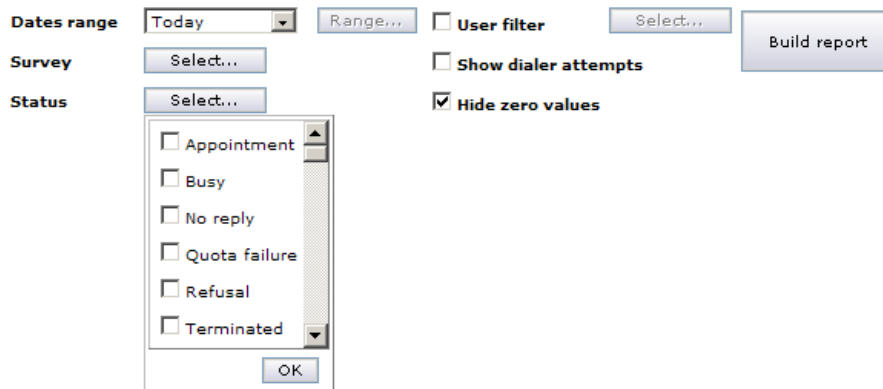 Dates range Today Range... User filter Select... Build report
Survey Select... Show dialer attempts
Status Select... Hide zero values
Appointment
Busy
No reply
Quota failure
Refusal
Terminated
OK